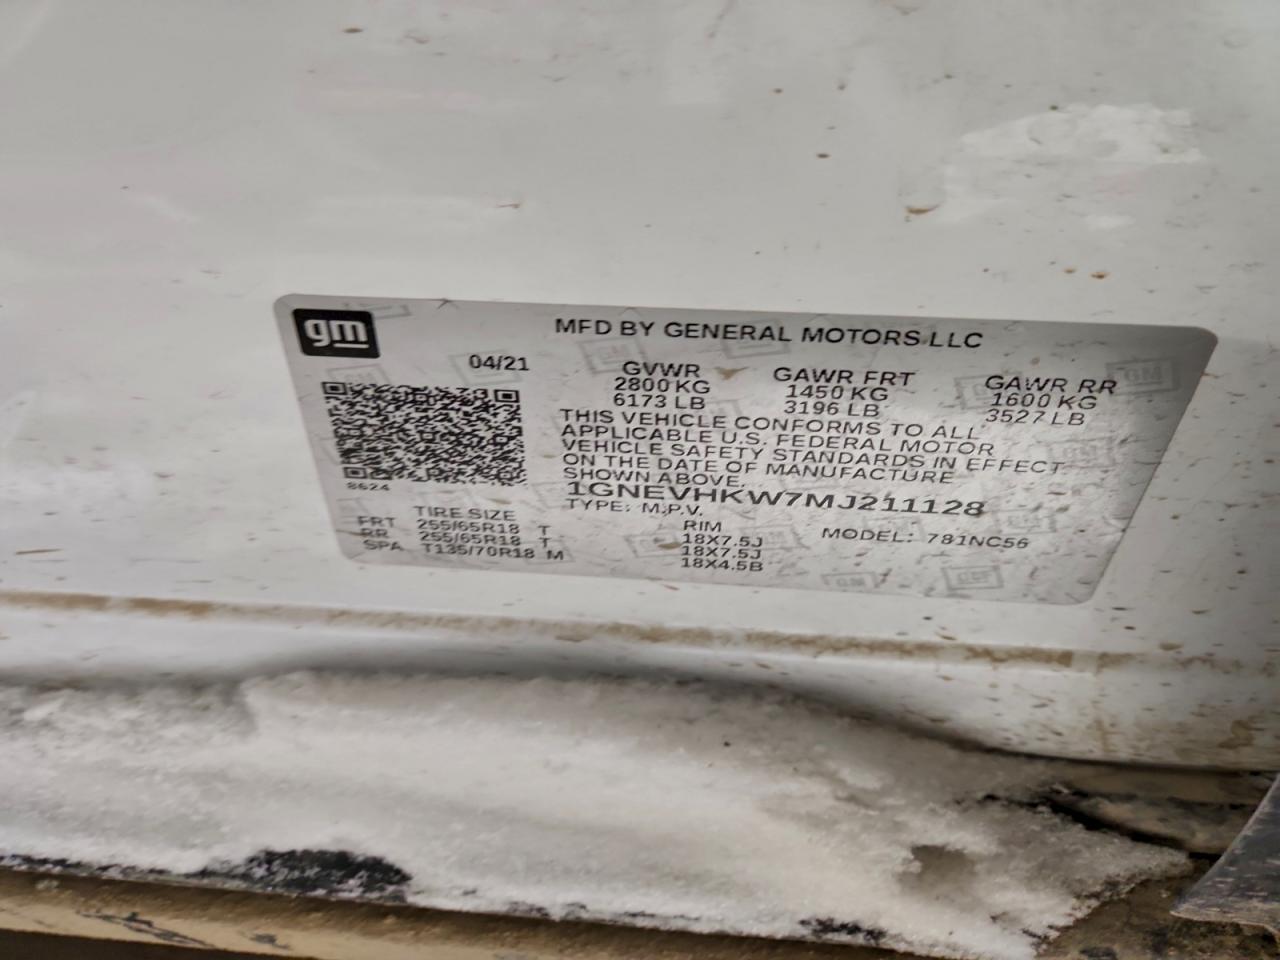 gm
MFD BY GENERAL MOTORS LLC
04/21
GVWR GAWR FRT GAWR RR
2800 KG 1450 KG 1600 KG
6173 LB 3196 LB 3527 LB
THIS VEHICLE CONFORMS TO ALL
APPLICABLE U.S. FEDERAL MOTOR
VEHICLE SAFETY STANDARDS IN EFFECT
ON THE DATE OF MANUFACTURE
SHOWN ABOVE.
8624
1GNEVHKW7MJ211128
TYPE: M.P.V.
MODEL: 781NC56
TIRE SIZE RIM
FRT 255/65R18 T 18X7.5J
RR 255/65R18 T 18X7.5J
SPA T135/70R18 M 18X4.5B
GM